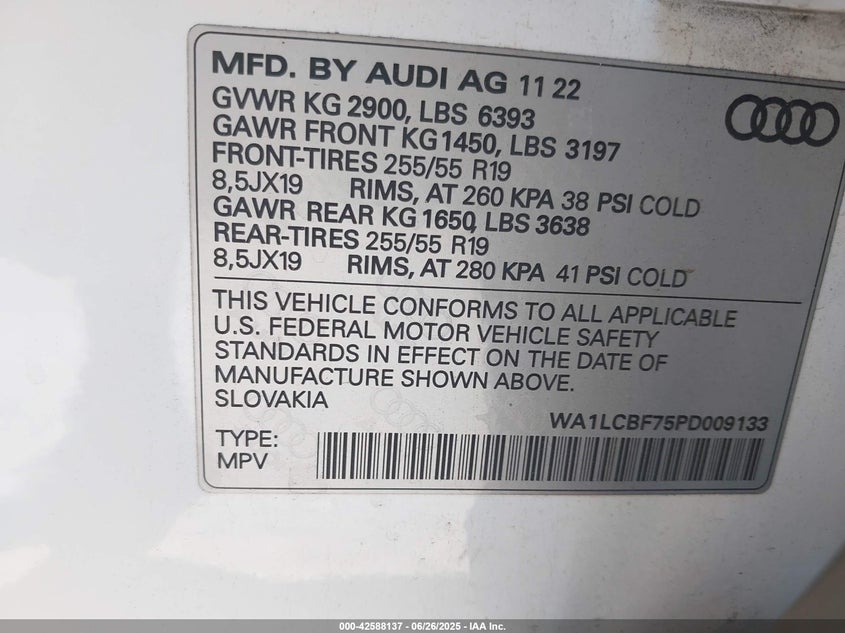 MFD. BY AUDI AG 11 22
GVWR KG 2900, LBS 6393
GAWR FRONT KG1450, LBS 3197
FRONT-TIRES 255/55 R19
8,5JX19 RIMS, AT 260 KPA 38 PSI COLD
GAWR REAR KG 1650, LBS 3638
REAR-TIRES 255/55 R19
8,5JX19 RIMS, AT 280 KPA 41 PSI COLD
THIS VEHICLE CONFORMS TO ALL APPLICABLE
U.S. FEDERAL MOTOR VEHICLE SAFETY
STANDARDS IN EFFECT ON THE DATE OF
MANUFACTURE SHOWN ABOVE.
SLOVAKIA
WA1LCBF75PD009133
TYPE:
MPV
000-42588137 - 06/26/2025 - IAA Inc.